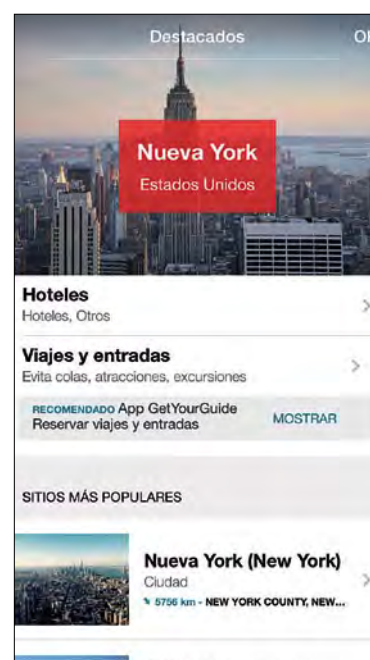 Destacados
Nueva York
Estados Unidos
Hoteles
Hoteles, Otros
Viajes y entradas
Evita colas, atracciones, excursiones
RECOMENDADO App GetYourGuide
Reservar viajes y entradas
MOSTRAR
SITIOS MÁS POPULARES
Nueva York (New York)
Ciudad
5756 km - NEW YORK COUNTY, NEW...